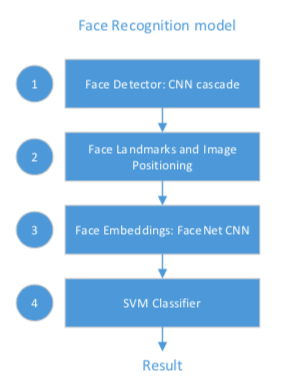 Face Recognition model
1
Face Detector: CNN cascade
2
Face Landmarks and Image
Positioning
3
Face Embeddings: FaceNet CNN
4
SVM Classifier
Result